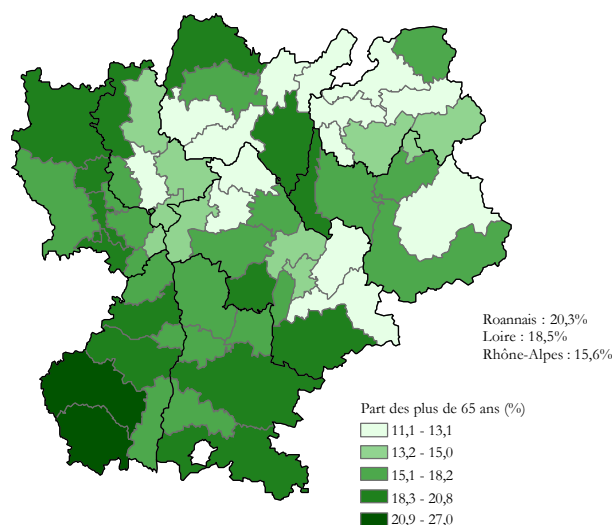 Roannais : 20,3%
Loire : 18,5%
Rhône-Alpes : 15,6%
Part des plus de 65 ans (%)
11,1 - 13,1
13,2 - 15,0
15,1 - 18,2
18,3 - 20,8
20,9 - 27,0